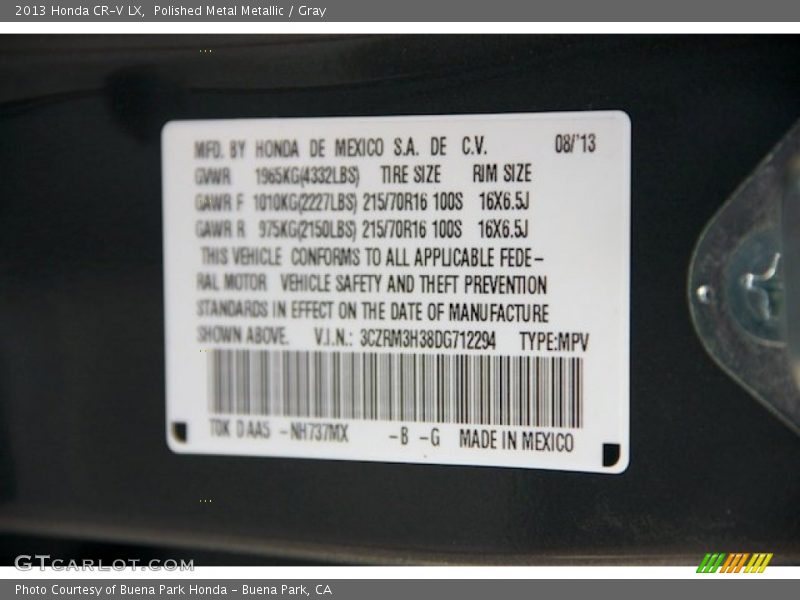 2013 Honda CR-V LX,  Polished Metal Metallic / Gray
MFD. BY HONDA DE MEXICO S.A. DE C.V. 08/'13
GVWR 1965KG(4332LBS) TIRE SIZE RIM SIZE
GAWR F 1010KG(2227LBS) 215/70R16 100S 16X6.5J
GAWR R 975KG(2150LBS) 215/70R16 100S 16X6.5J
THIS VEHICLE CONFORMS TO ALL APPLICABLE FEDE-
RAL MOTOR VEHICLE SAFETY AND THEFT PREVENTION
STANDARDS IN EFFECT ON THE DATE OF MANUFACTURE
SHOWN ABOVE. V.I.N.: 3CZRM3H38DG712294 TYPE:MPV
T0K D AA5 -NH737MX -B -G MADE IN MEXICO
GTCARLOT.COM
Photo Courtesy of Buena Park Honda - Buena Park, CA